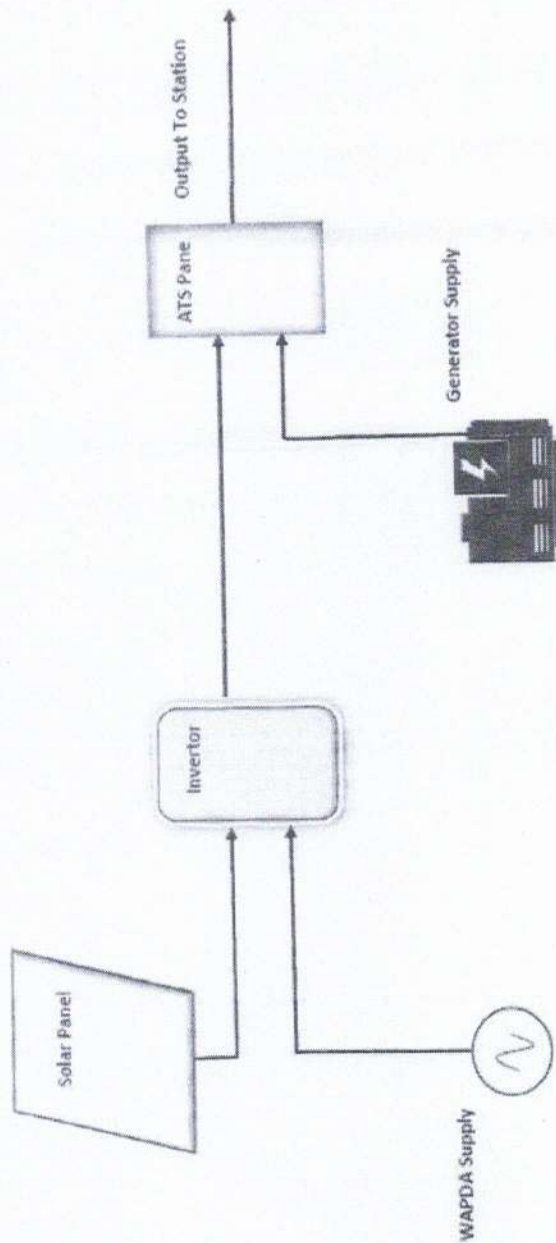 Solar Panel
WAPDA Supply
Invertor
ATS Pane
Generator Supply
Output To Station